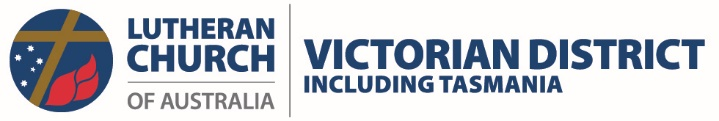 LUTHERAN
CHURCH
OF AUSTRALIA
VICTORIAN DISTRICT
INCLUDING TASMANIA